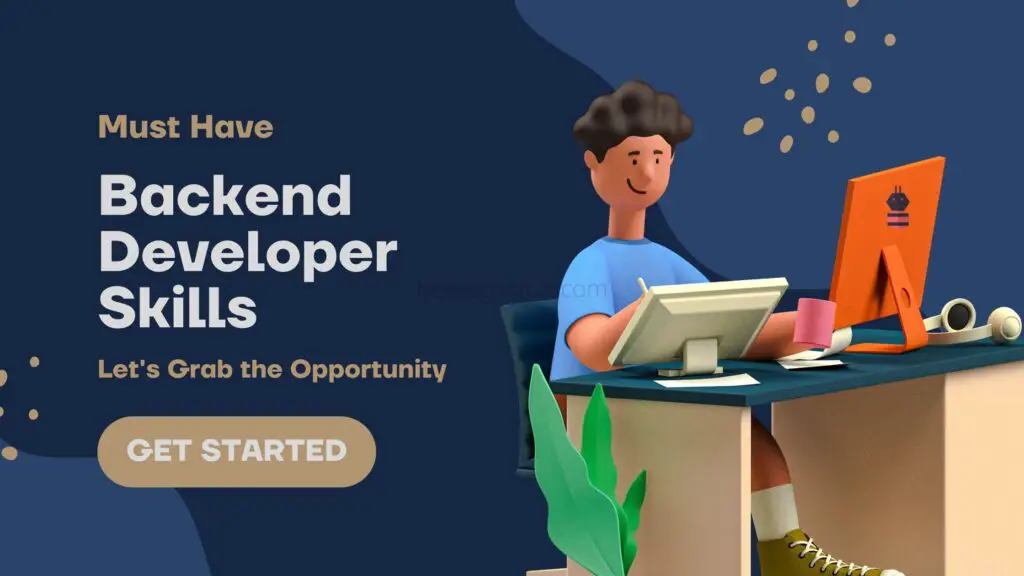 Must Have
Backend
Developer
Skills
Let's Grab the Opportunity
GET STARTED